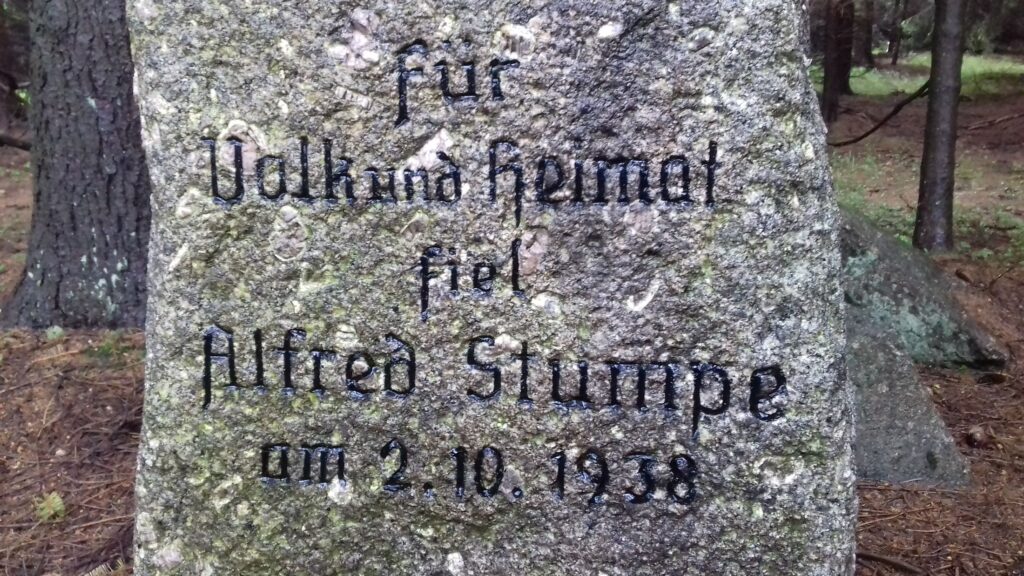 für
Volk und Heimat
fiel
Alfred Stumpe
am 2.10.1938